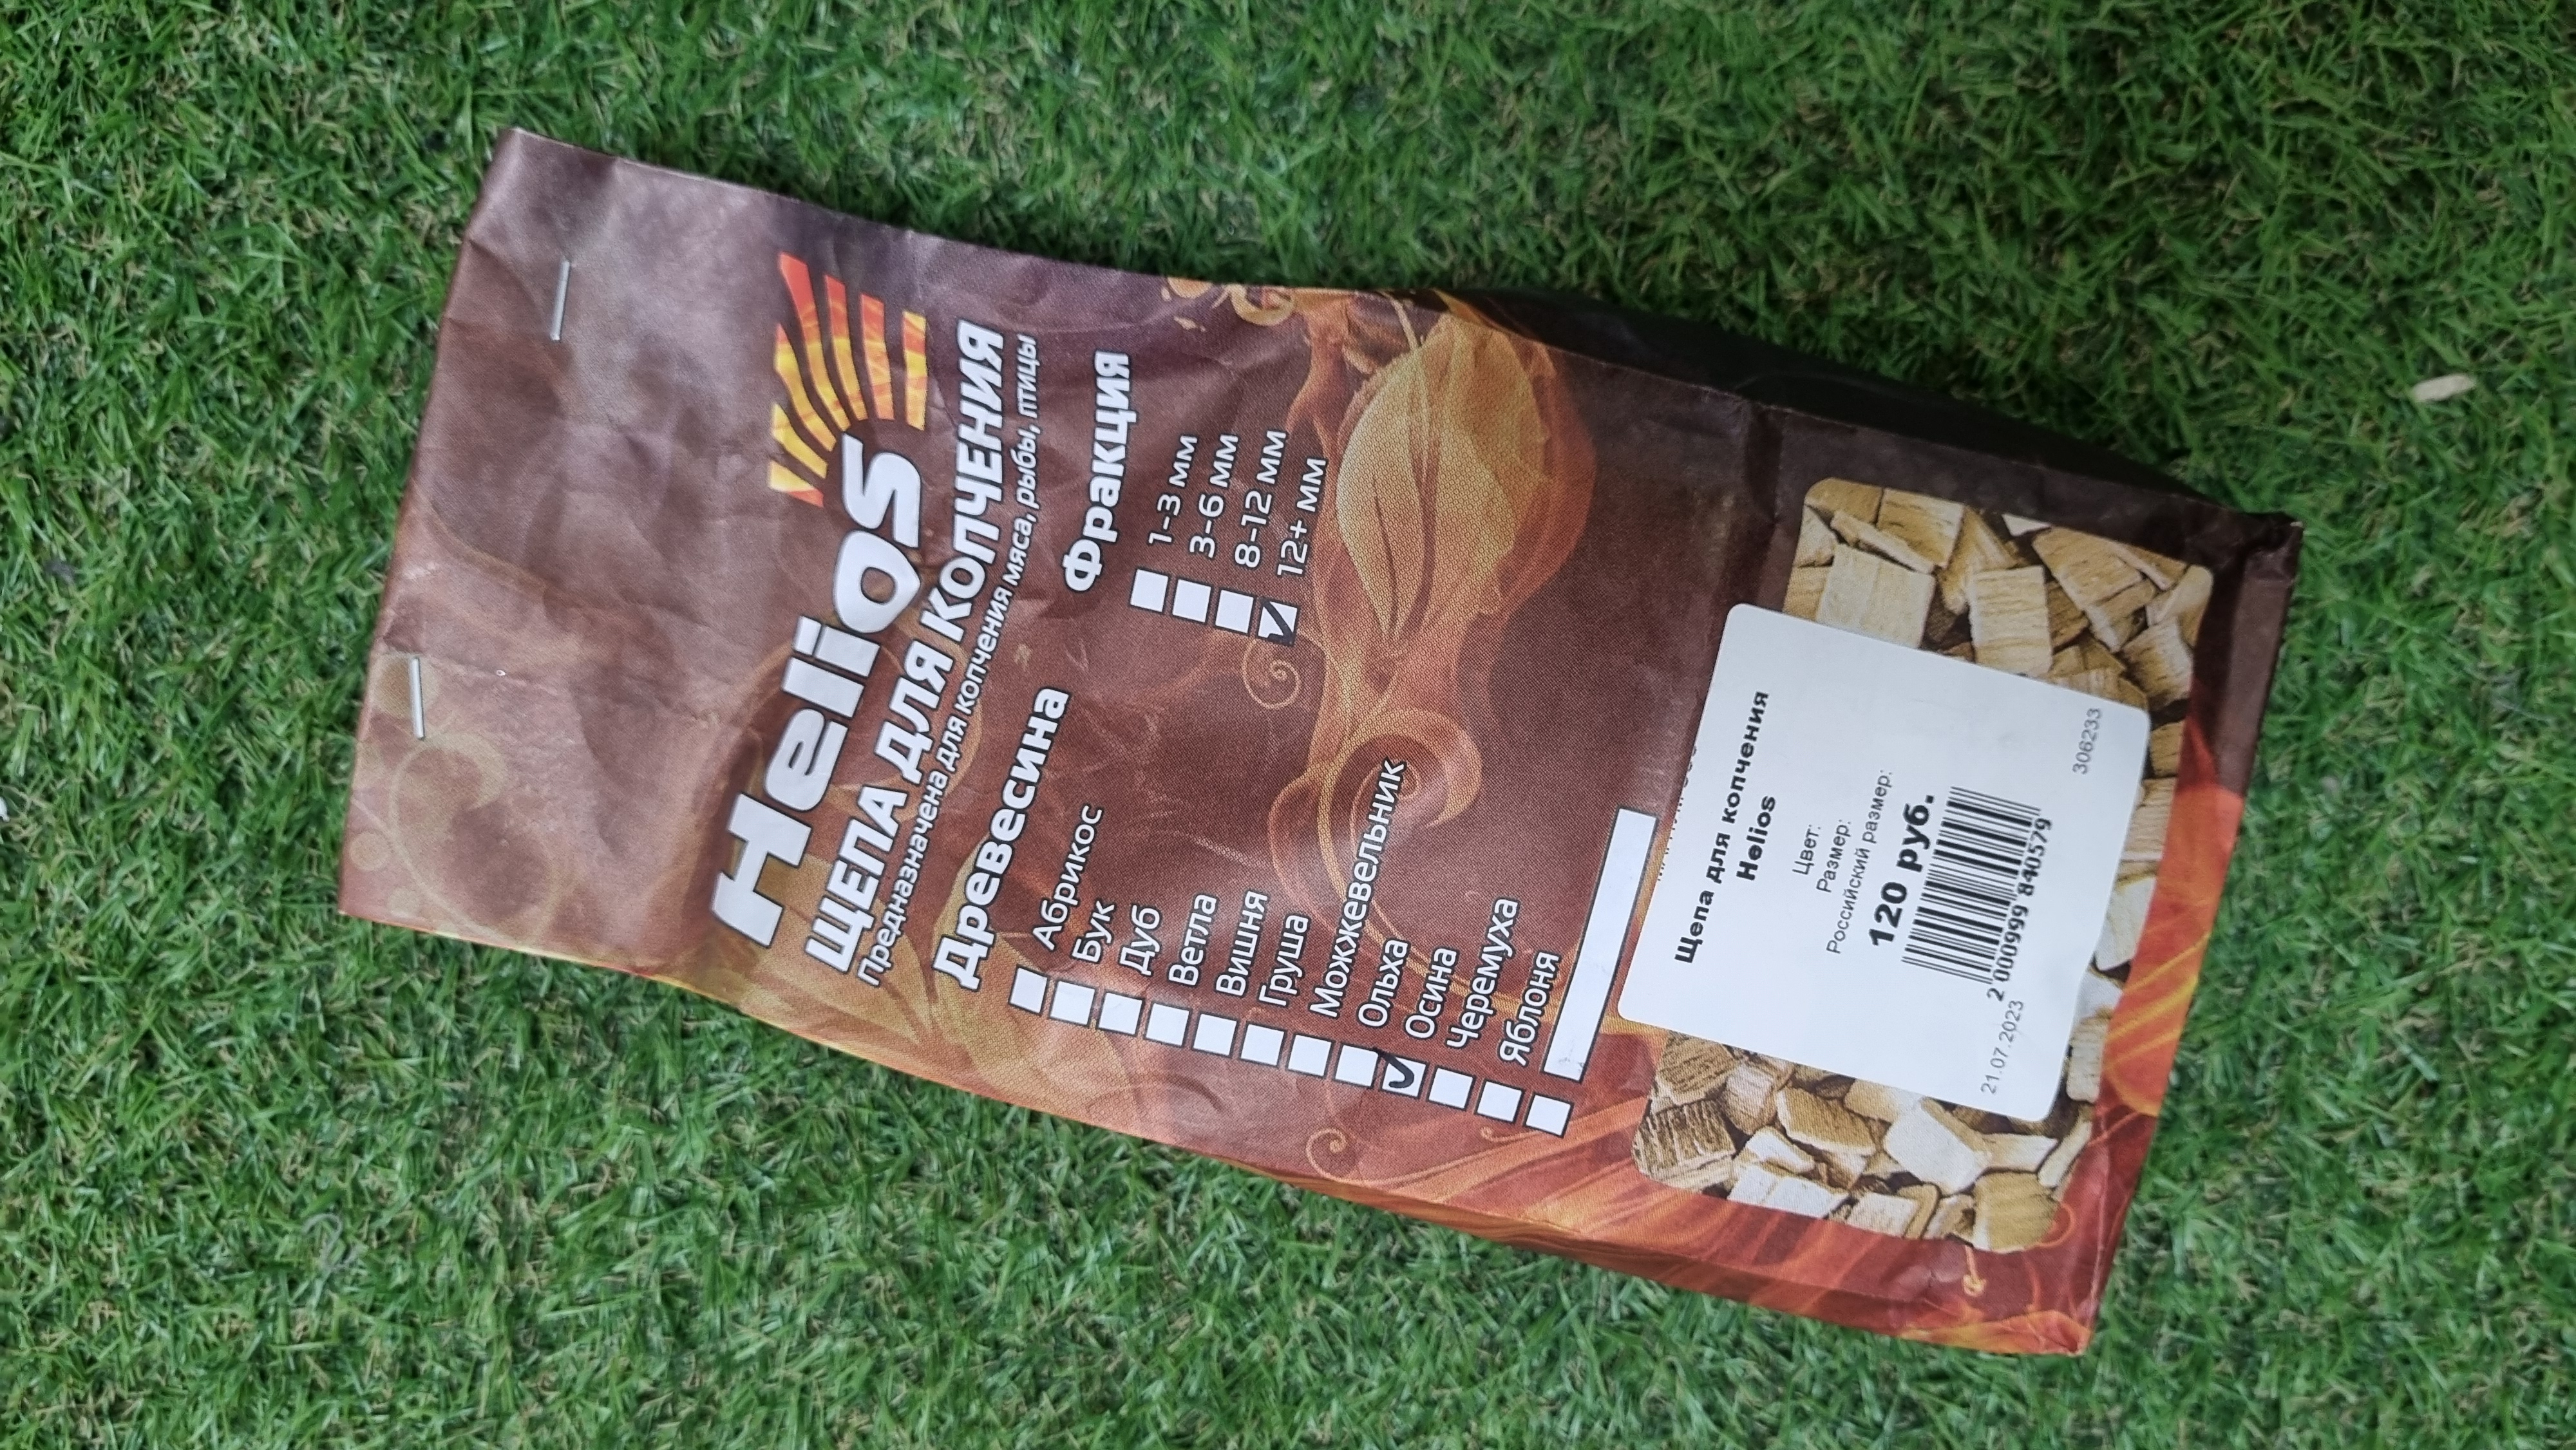 Helios
ЩЕПА ДЛЯ КОПЧЕНИЯ
Предназначена для копчения мяса, рыбы, птицы
Древесина
Абрикос
Бук
Дуб
Ветла
Вишня
Груша
Можжевельник
Ольха
Осина
Черемуха
Яблоня
Фракция
1-3 мм
3-6 мм
8-12 мм
12+ мм
Щепа для копчения
Helios
Цвет:
Размер:
Российский размер:
120 руб.
2 000999 840579
21.07.2023
306233